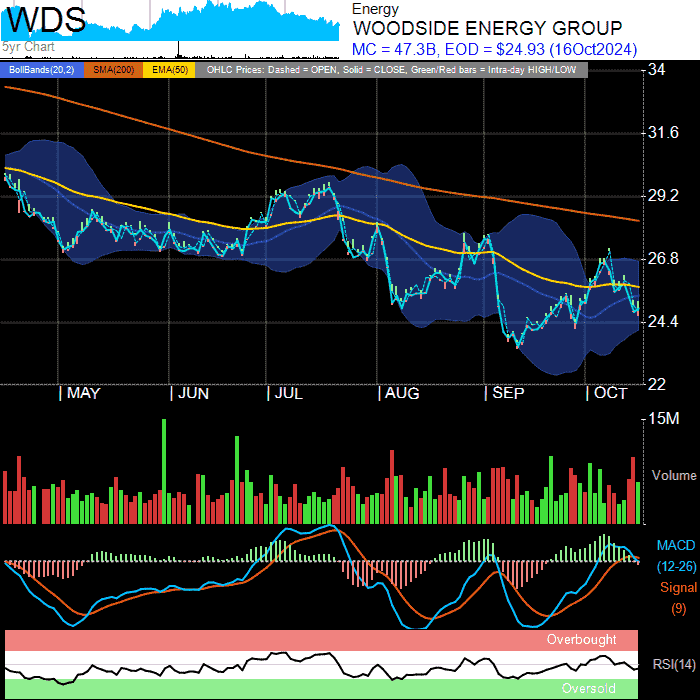 WDS
5yr Chart
Energy
WOODSIDE ENERGY GROUP
MC = 47.3B, EOD = $24.93 (16Oct2024)
BollBands(20,2) SMA(200) EMA(50) OHLC Prices: Dashed = OPEN, Solid = CLOSE, Green/Red bars = Intra-day HIGH/LOW
34
31.6
29.2
26.8
24.4
22
MAY JUN JUL AUG SEP OCT
15M
Volume
MACD
(12-26)
Signal
(9)
Overbought
RSI(14)
Oversold